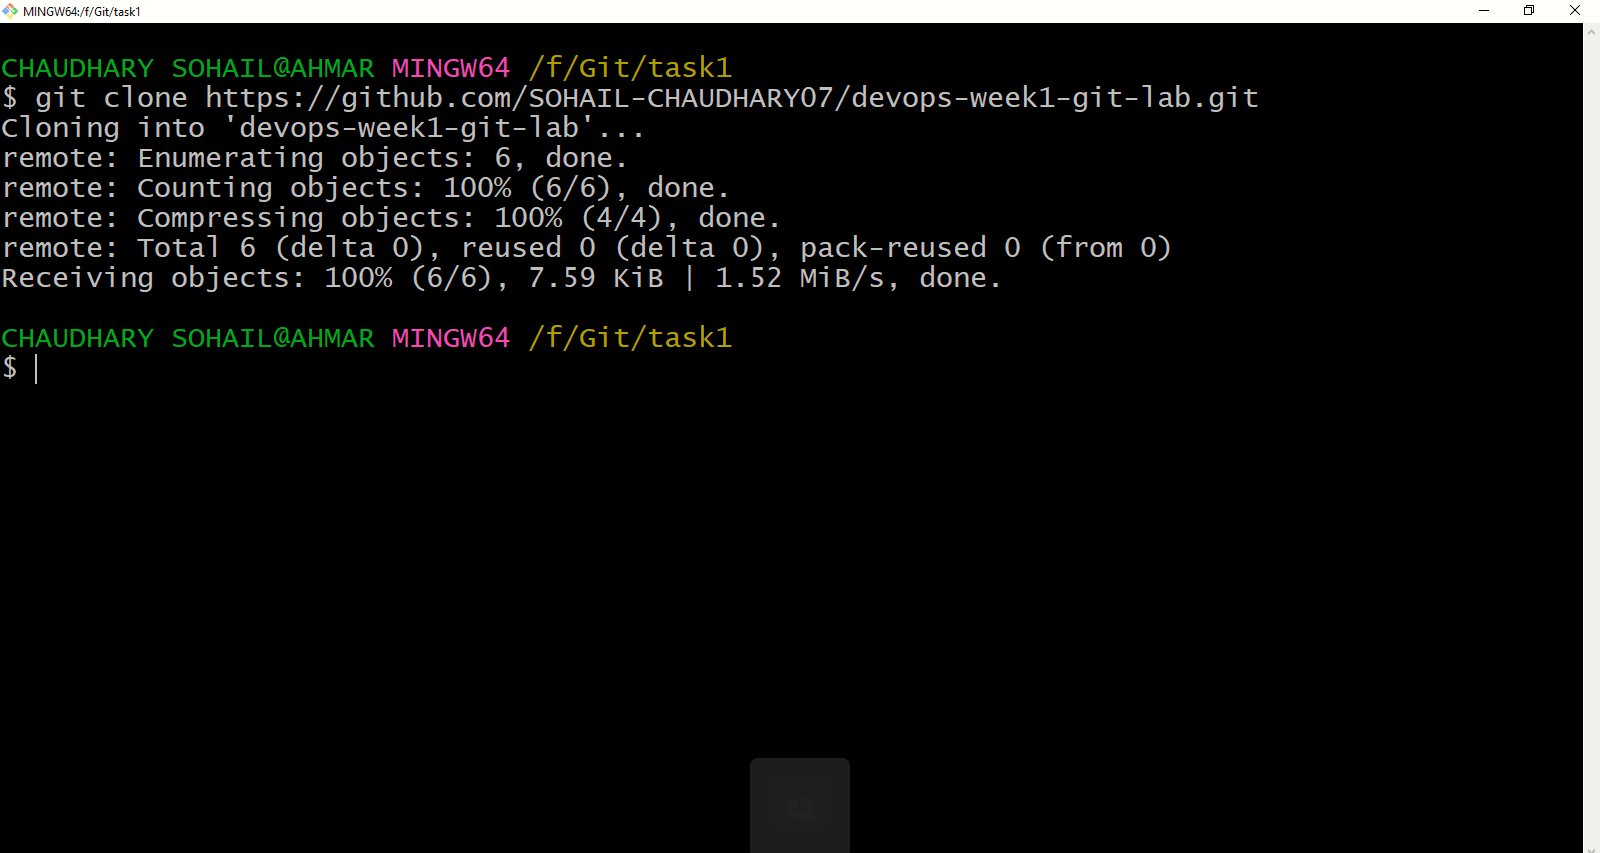 MINGW64:/f/Git/task1
CHAUDHARY SOHAIL@AHMAR MINGW64 /f/Git/task1
$ git clone https://github.com/SOHAIL-CHAUDHARY07/devops-week1-git-lab.git
Cloning into 'devops-week1-git-lab'...
remote: Enumerating objects: 6, done.
remote: Counting objects: 100% (6/6), done.
remote: Compressing objects: 100% (4/4), done.
remote: Total 6 (delta 0), reused 0 (delta 0), pack-reused 0 (from 0)
Receiving objects: 100% (6/6), 7.59 KiB | 1.52 MiB/s, done.
CHAUDHARY SOHAIL@AHMAR MINGW64 /f/Git/task1
$